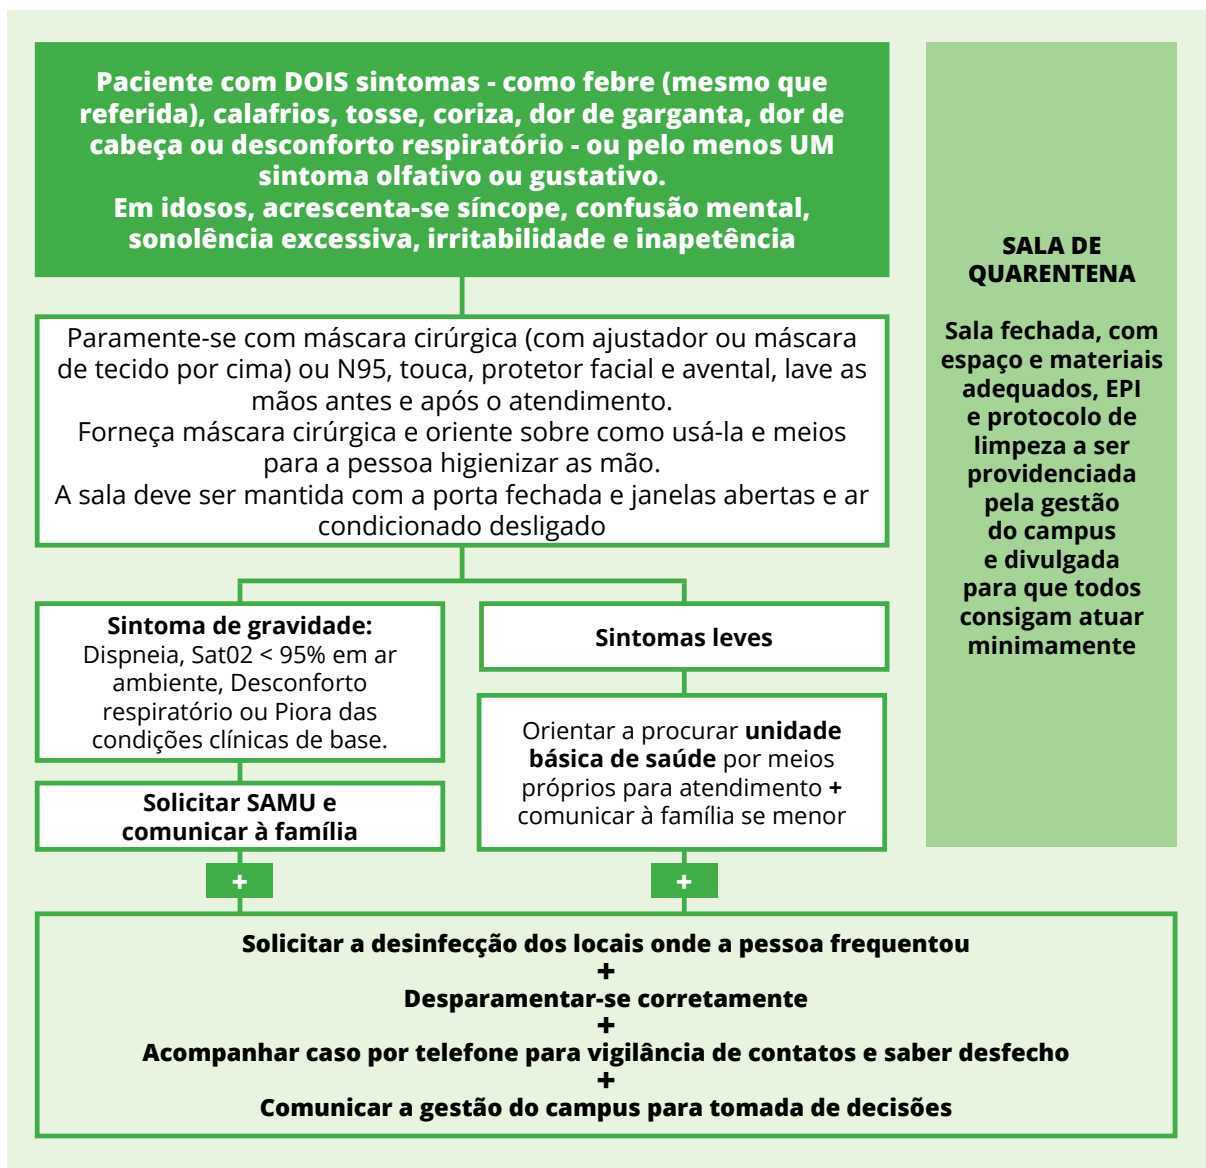 Paciente com DOIS sintomas - como febre (mesmo que
referida), calafrios, tosse, coriza, dor de garganta, dor de
cabeça ou desconforto respiratório - ou pelo menos UM
sintoma olfativo ou gustativo.
Em idosos, acrescenta-se síncope, confusão mental,
sonolência excessiva, irritabilidade e inapetência
Paramente-se com máscara cirúrgica (com ajustador ou máscara
de tecido por cima) ou N95, touca, protetor facial e avental, lave as
mãos antes e após o atendimento.
Forneça máscara cirúrgica e oriente sobre como usá-la e meios
para a pessoa higienizar as mão.
A sala deve ser mantida com a porta fechada e janelas abertas e ar
condicionado desligado
Sintoma de gravidade:
Dispneia, Sat02 < 95% em ar
ambiente, Desconforto
respiratório ou Piora das
condições clínicas de base.
Solicitar SAMU e
comunicar à família
+
Sintomas leves
Orientar a procurar unidade
básica de saúde por meios
próprios para atendimento +
comunicar à família se menor
+
Solicitar a desinfecção dos locais onde a pessoa frequentou
+
Desparamentar-se corretamente
+
Acompanhar caso por telefone para vigilância de contatos e saber desfecho
+
Comunicar a gestão do campus para tomada de decisões
SALA DE
QUARENTENA
Sala fechada, com
espaço e materiais
adequados, EPI
e protocolo de
limpeza a ser
providenciada
pela gestão
do campus
e divulgada
para que todos
consigam atuar
minimamente